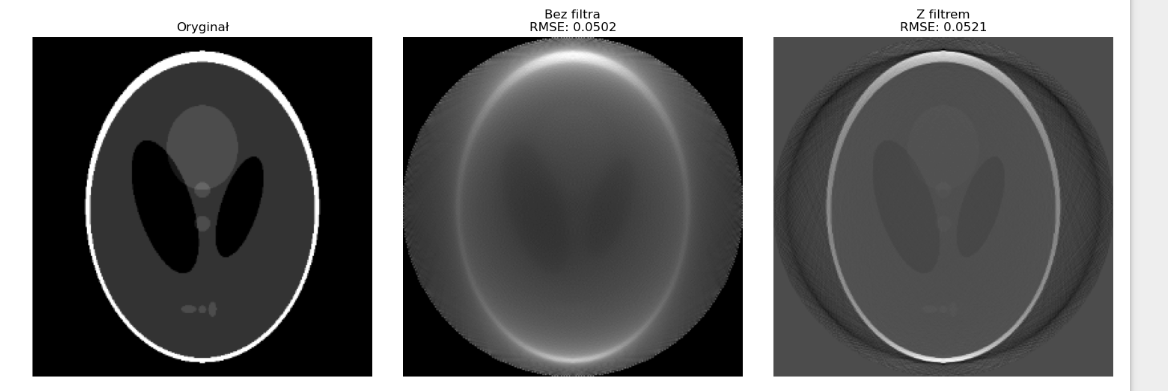 Oryginał
Bez filtra
RMSE: 0.0502
Z filtrem
RMSE: 0.0521